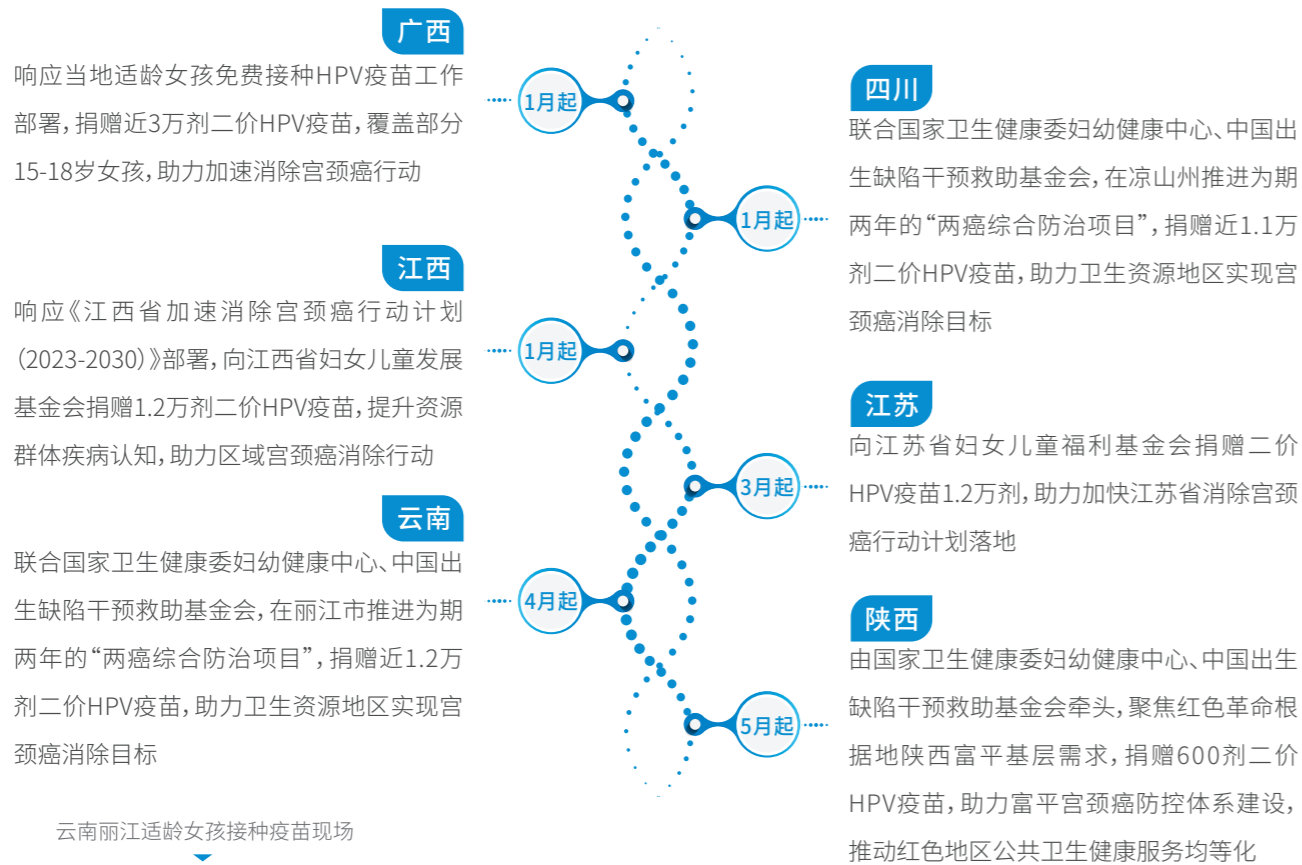 广西
响应当地适龄女孩免费接种HPV疫苗工作
部署，捐赠近3万剂二价HPV疫苗，覆盖部分
15-18岁女孩，助力加速消除宫颈癌行动
1月起
四川
联合国家卫生健康委妇幼健康中心、中国出
生缺陷干预救助基金会，在凉山州推进为期
两年的“两癌综合防治项目”，捐赠近1.1万
剂二价HPV疫苗，助力卫生资源地区实现宫
颈癌消除目标
1月起
江西
响应《江西省加速消除宫颈癌行动计划
（2023-2030）》部署，向江西省妇女儿童发展
基金会捐赠1.2万剂二价HPV疫苗，提升资源
群体疾病认知，助力区域宫颈癌消除行动
1月起
江苏
向江苏省妇女儿童福利基金会捐赠二价
HPV疫苗1.2万剂，助力加快江苏省消除宫颈
癌行动计划落地
3月起
云南
联合国家卫生健康委妇幼健康中心、中国出
生缺陷干预救助基金会，在丽江市推进为期
两年的“两癌综合防治项目”，捐赠近1.2万
剂二价HPV疫苗，助力卫生资源地区实现宫
颈癌消除目标
4月起
陕西
由国家卫生健康委妇幼健康中心、中国出生
缺陷干预救助基金会牵头，聚焦红色革命根
据地陕西富平基层需求，捐赠600剂二价
HPV疫苗，助力富平宫颈癌防控体系建设，
推动红色地区公共卫生健康服务均等化
5月起
云南丽江适龄女孩接种疫苗现场